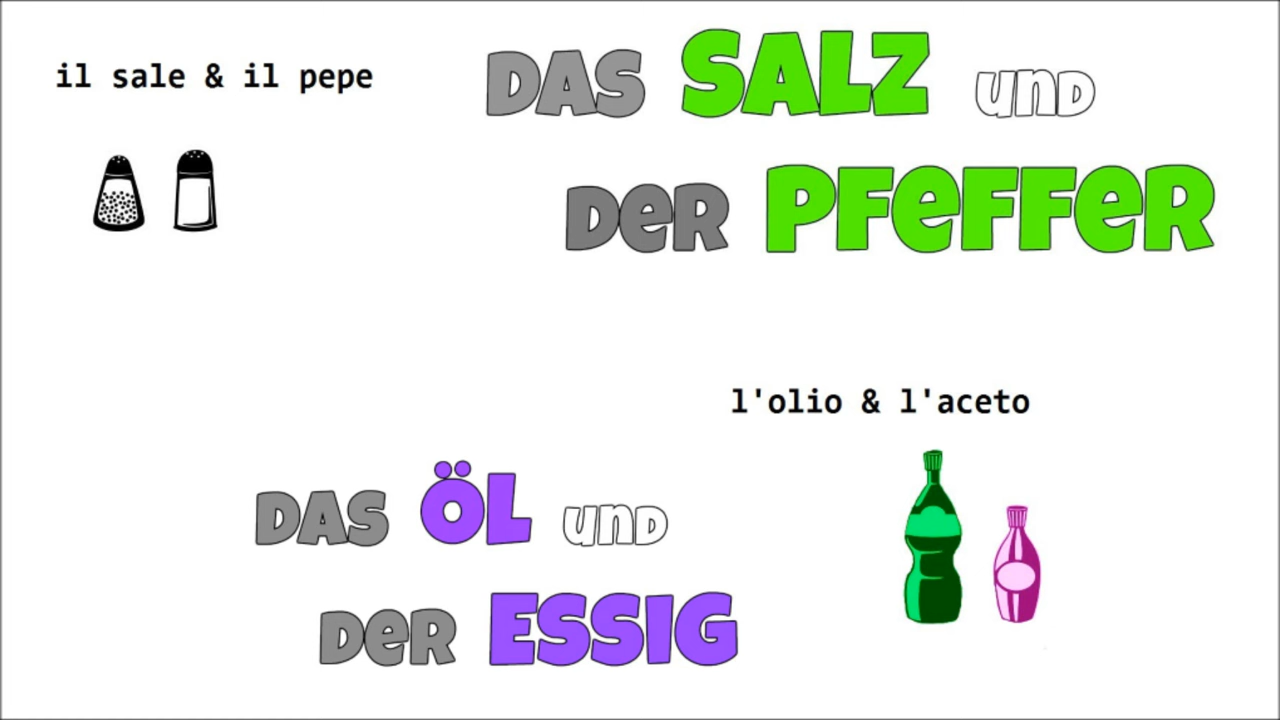 il sale & il pepe
DAS SALZ und
DER PFEFFER
l'olio & l'aceto
DAS ÖL und
DER ESSIG